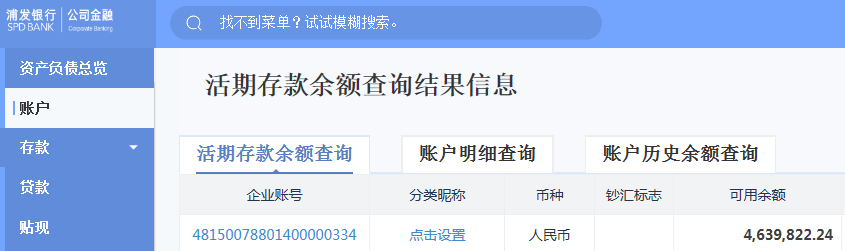 浦发银行 公司金融
SPD BANK Corporate Banking
找不到菜单？试试模糊搜索。
资产负债总览
账户
存款
贷款
贴现
活期存款余额查询结果信息
活期存款余额查询 账户明细查询 账户历史余额查询
企业账号 分类昵称 币种 钞汇标志 可用余额
48150078801400000334 点击设置 人民币 4,639,822.24